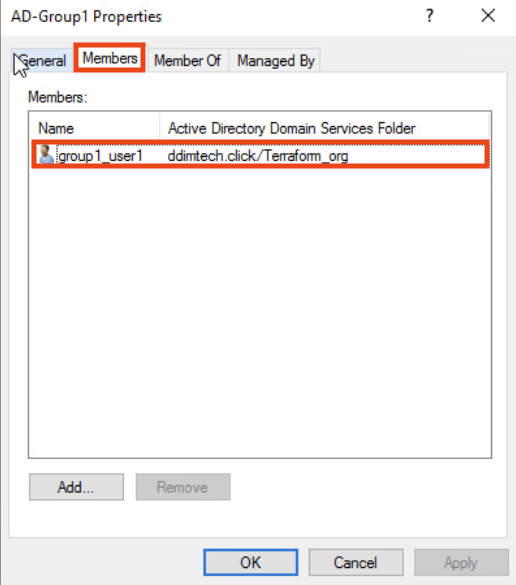 AD-Group1 Properties ? ×
General Members Member Of Managed By
Members:
Name Active Directory Domain Services Folder
group1_user1 ddimtech.click/Terraform_org
Add... Remove
OK Cancel Apply